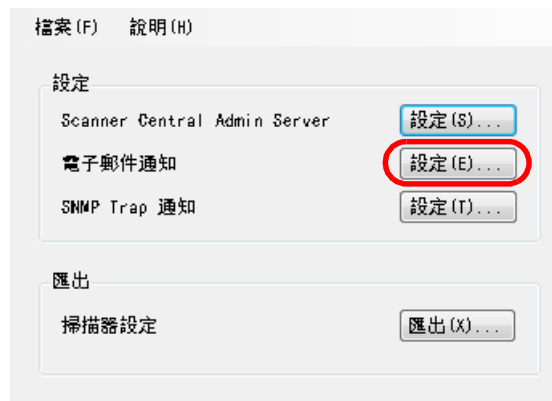 檔案(F) 說明(H)
設定
Scanner Central Admin Server 設定(S)...
電子郵件通知 設定(E)...
SNMP Trap 通知 設定(T)...
匯出
掃描器設定 匯出(X)...